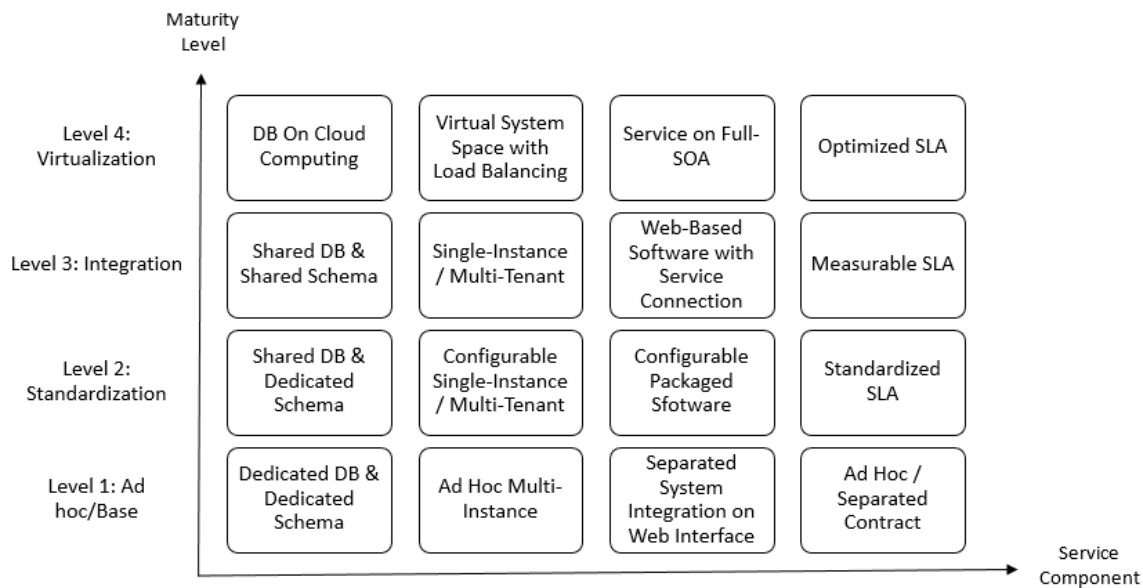 Maturity
Level
Level 4:
Virtualization
DB On Cloud
Computing
Virtual System
Space with
Load Balancing
Service on Full-
SOA
Optimized SLA
Level 3: Integration
Shared DB &
Shared Schema
Single-Instance
/ Multi-Tenant
Web-Based
Software with
Service
Connection
Measurable SLA
Level 2:
Standardization
Shared DB &
Dedicated
Schema
Configurable
Single-Instance
/ Multi-Tenant
Configurable
Packaged
Sfotware
Standardized
SLA
Level 1: Ad
hoc/Base
Dedicated DB &
Dedicated
Schema
Ad Hoc Multi-
Instance
Separated
System
Integration on
Web Interface
Ad Hoc /
Separated
Contract
Service
Component